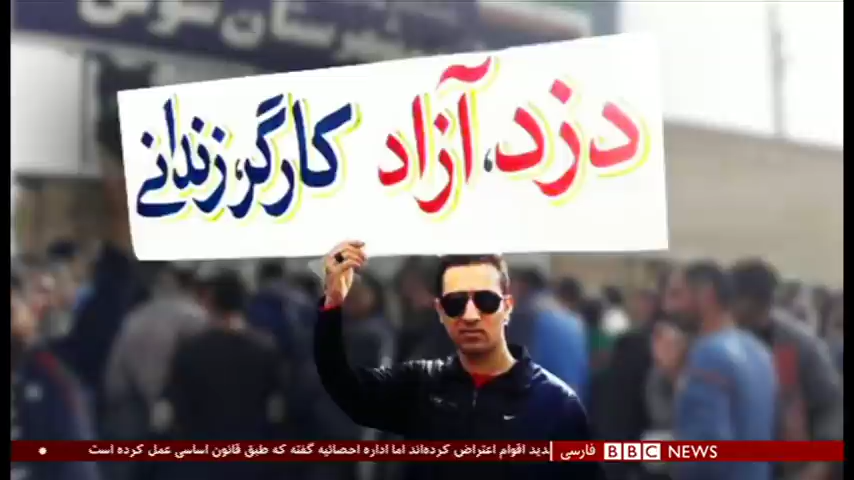 دزد، آزاد کارگر، زندانی
دید اقوام اعتراض کرده‌اند اما اداره احصائیه گفته که طبق قانون اساسی عمل کرده است
فارسی BBC NEWS